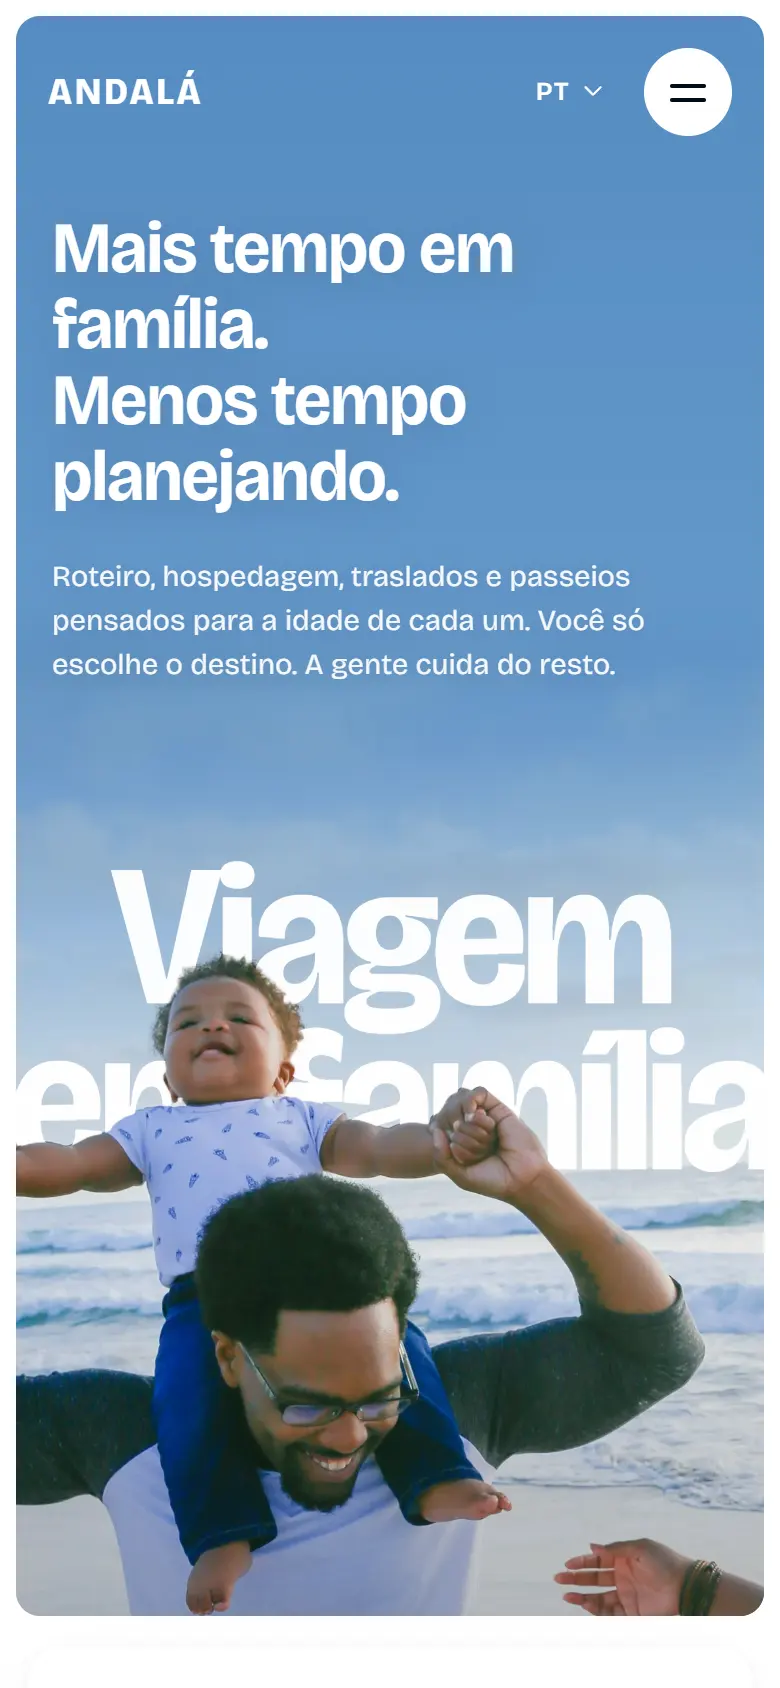 ANDALÁ
PT
Mais tempo em
família.
Menos tempo
planejando.
Roteiro, hospedagem, traslados e passeios
pensados para a idade de cada um. Você só
escolhe o destino. A gente cuida do resto.
Viagem
em família